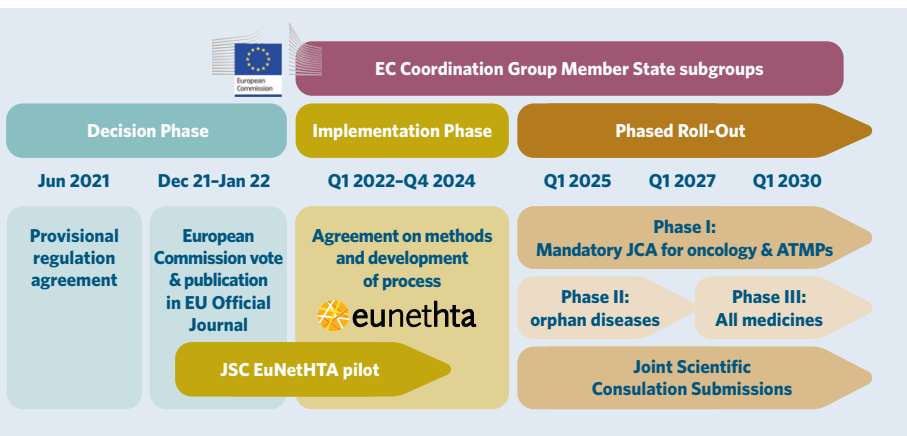 European
Commission
EC Coordination Group Member State subgroups
Decision Phase
Implementation Phase
Phased Roll-Out
Jun 2021
Dec 21–Jan 22
Q1 2022–Q4 2024
Q1 2025
Q1 2027
Q1 2030
Provisional
regulation
agreement
European
Commission vote
& publication
in EU Official
Journal
Agreement on methods
and development
of process
eunethta
JSC EuNetHTA pilot
Phase I:
Mandatory JCA for oncology & ATMPs
Phase II:
orphan diseases
Phase III:
All medicines
Joint Scientific
Consulation Submissions